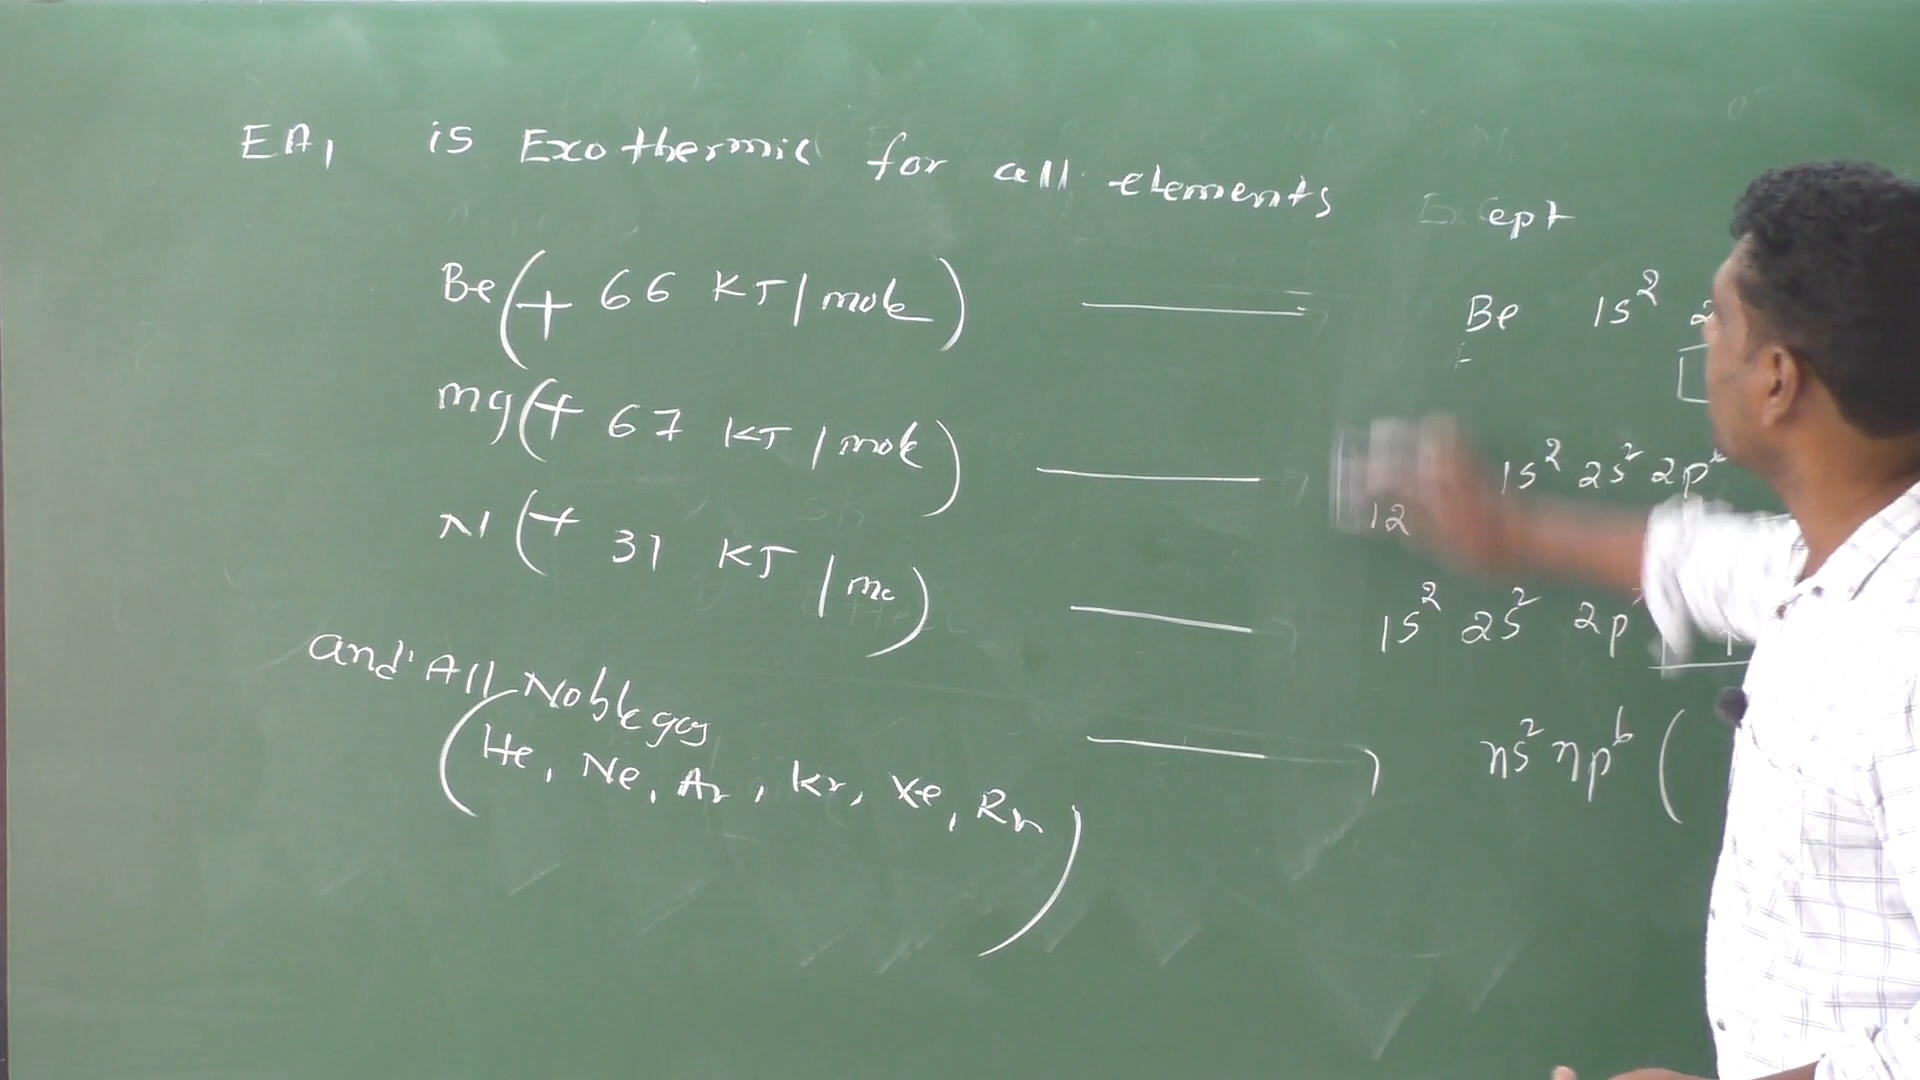 EA₁ is Exothermic for all elements Except
Be (+ 66 KJ/mole) Be 1s² 2
mg (+ 67 KJ/mole) 1s² 2s² 2p⁶
12
N (+ 31 KJ/mo) 1s² 2s² 2p
and All Noble gas
(He, Ne, Ar, Kr, Xe, Rn) ns² np⁶ (